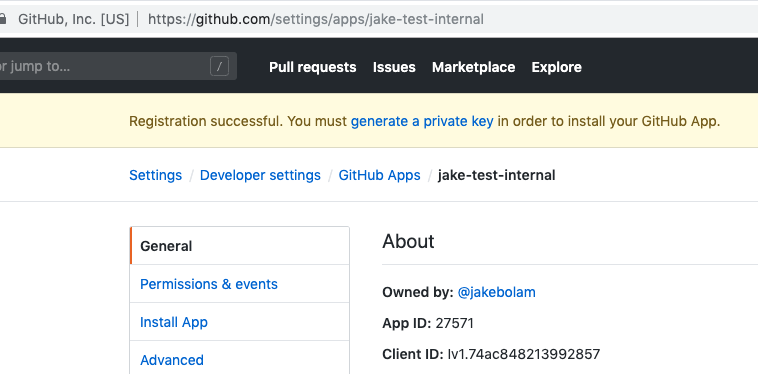 GitHub, Inc. [US] | https://github.com/settings/apps/jake-test-internal
r jump to... / Pull requests Issues Marketplace Explore
Registration successful. You must generate a private key in order to install your GitHub App.
Settings / Developer settings / GitHub Apps / jake-test-internal
General
Permissions & events
Install App
Advanced
About
Owned by: @jakebolam
App ID: 27571
Client ID: Iv1.74ac848213992857